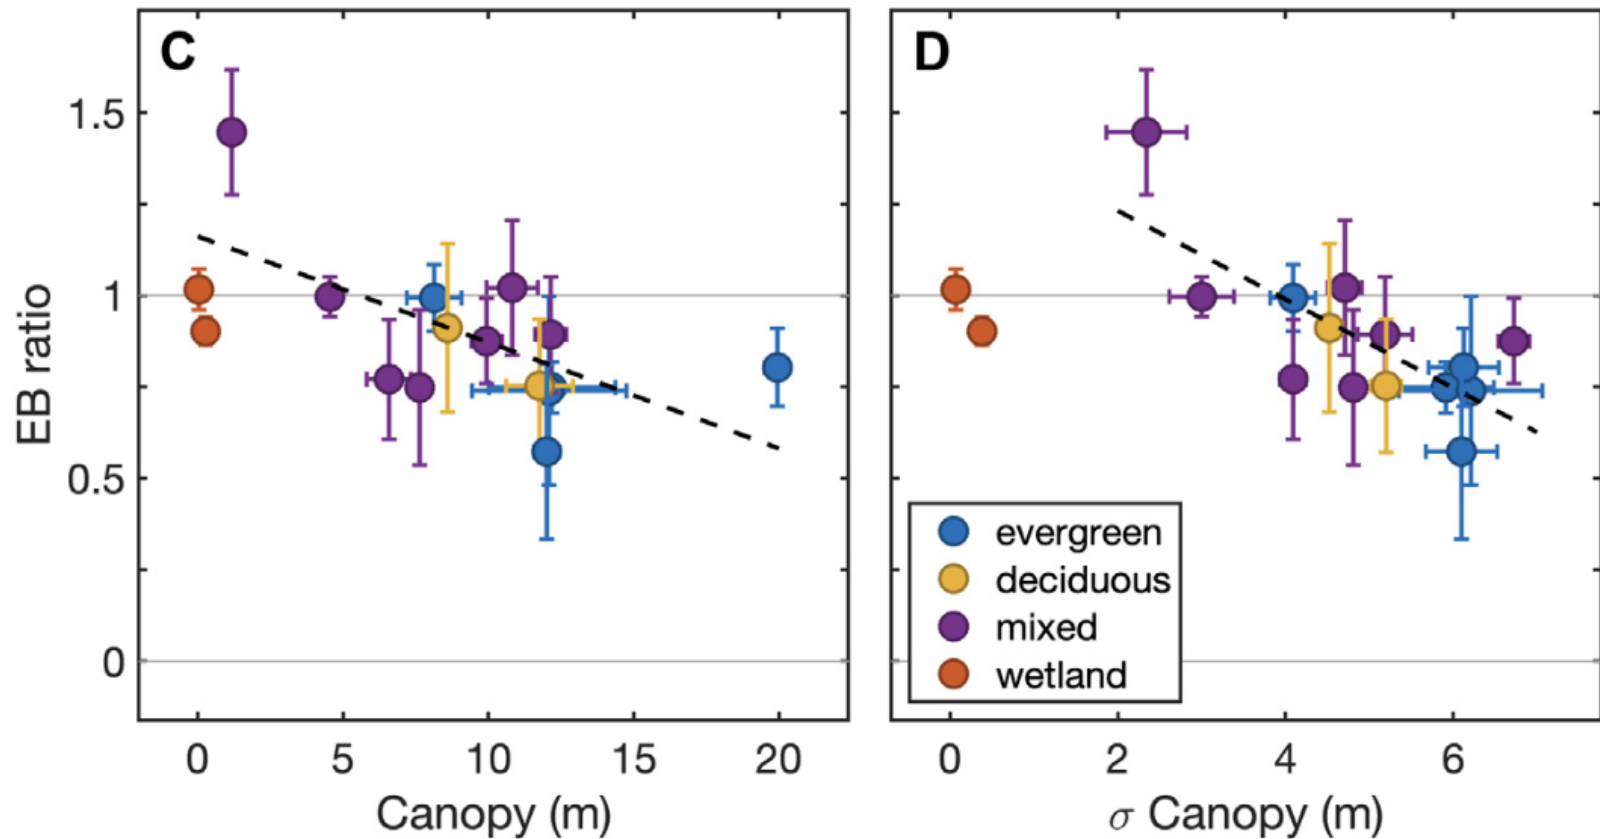 C
D
1.5
1
0.5
0
EB ratio
evergreen
deciduous
mixed
wetland
0 5 10 15 20
0 2 4 6
Canopy (m)
σ Canopy (m)